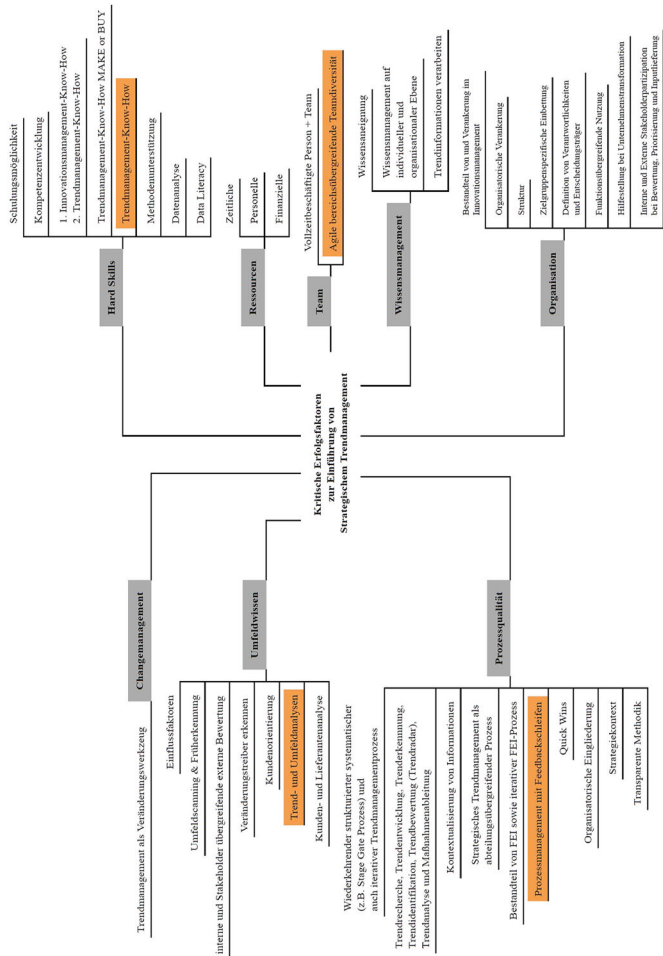 Kritische Erfolgsfaktoren
zur Einführung von
Strategischem Trendmanagement
Changemanagement
Trendmanagement als Veränderungswerkzeug
Umfeldwissen
Einflussfaktoren
Umfeldscanning & Früherkennung
interne und Stakeholder übergreifende externe Bewertung
Veränderungstreiber erkennen
Kundenorientierung
Trend- und Umfeldanalysen
Kunden- und Lieferantenanalyse
Prozessqualität
Wiederkehrender strukturierter systematischer
(z.B. Stage Gate Prozess) und
auch iterativer Trendmanagementprozess
Trendrecherche, Trendentwicklung, Trenderkennung,
Trendidentifikation, Trendbewertung (Trendradar),
Trendanalyse und Maßnahmenableitung
Kontextualisierung von Informationen
Strategisches Trendmanagement als
abteilungsübergreifender Prozess
Bestandteil von FEI sowie iterativer FEI-Prozess
Prozessmanagement mit Feedbackschleifen
Quick Wins
Organisatorische Eingliederung
Strategiekontext
Transparente Methodik
Hard Skills
Schulungsmöglichkeit
Kompetenzentwicklung
1. Innovationsmanagement-Know-How
2. Trendmanagement-Know-How
Trendmanagement-Know-How MAKE or BUY
Trendmanagement-Know-How
Methodenunterstützung
Datenanalyse
Data Literacy
Ressourcen
Zeitliche
Personelle
Finanzielle
Team
Vollzeitbeschäftigte Person + Team
Agile bereichsübergreifende Teamdiversität
Wissensmanagement
Wissensaneignung
Wissensmanagement auf
individueller und
organisationaler Ebene
Trendinformationen verarbeiten
Organisation
Bestandteil von und Verankerung im
Innovationsmanagement
Organisatorische Verankerung
Struktur
Zielgruppenspezifische Einbettung
Definition von Verantwortlichkeiten
und Entscheidungsträger
Funktionsübergreifende Nutzung
Hilfestellung bei Unternehmenstransformation
Interne und Externe Stakeholderpartizipation
bei Bewertung, Priorisierung und Inputlieferung